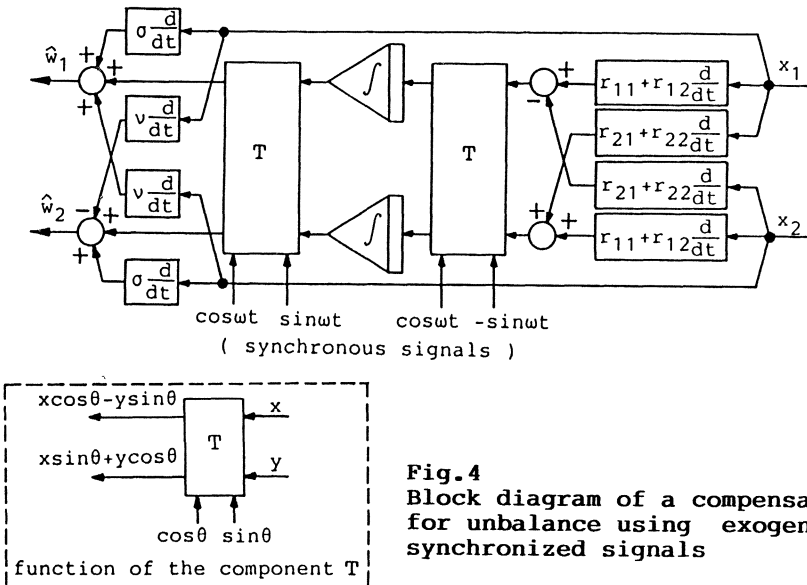 σ d/dt
ŵ1
+
+
+
ν d/dt
T
∫
T
+
-
r11+r12 d/dt
x1
r21+r22 d/dt
ν d/dt
ŵ2
-
+
+
∫
+
+
r21+r22 d/dt
r11+r12 d/dt
x2
σ d/dt
cosωt sinωt
cosωt -sinωt
( synchronous signals )
xcosθ-ysinθ
x
T
xsinθ+ycosθ
y
cosθ sinθ
function of the component T
Fig.4
Block diagram of a compensa
for unbalance using exogen
synchronized signals